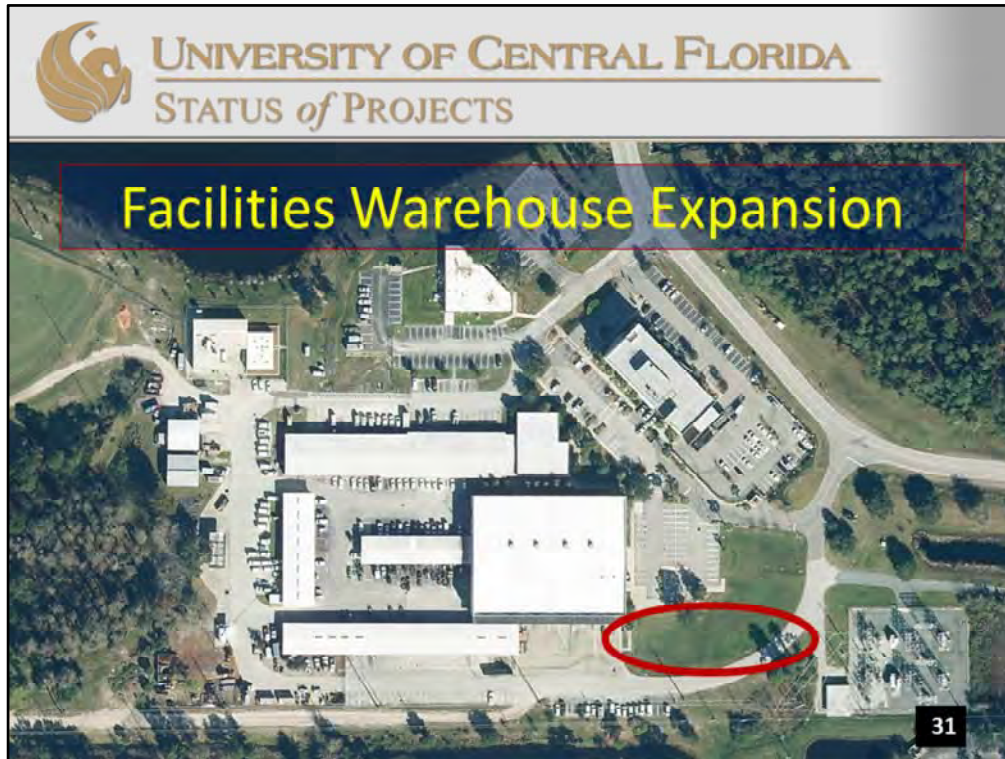 UNIVERSITY OF CENTRAL FLORIDA
STATUS of PROJECTS
Facilities Warehouse Expansion
31